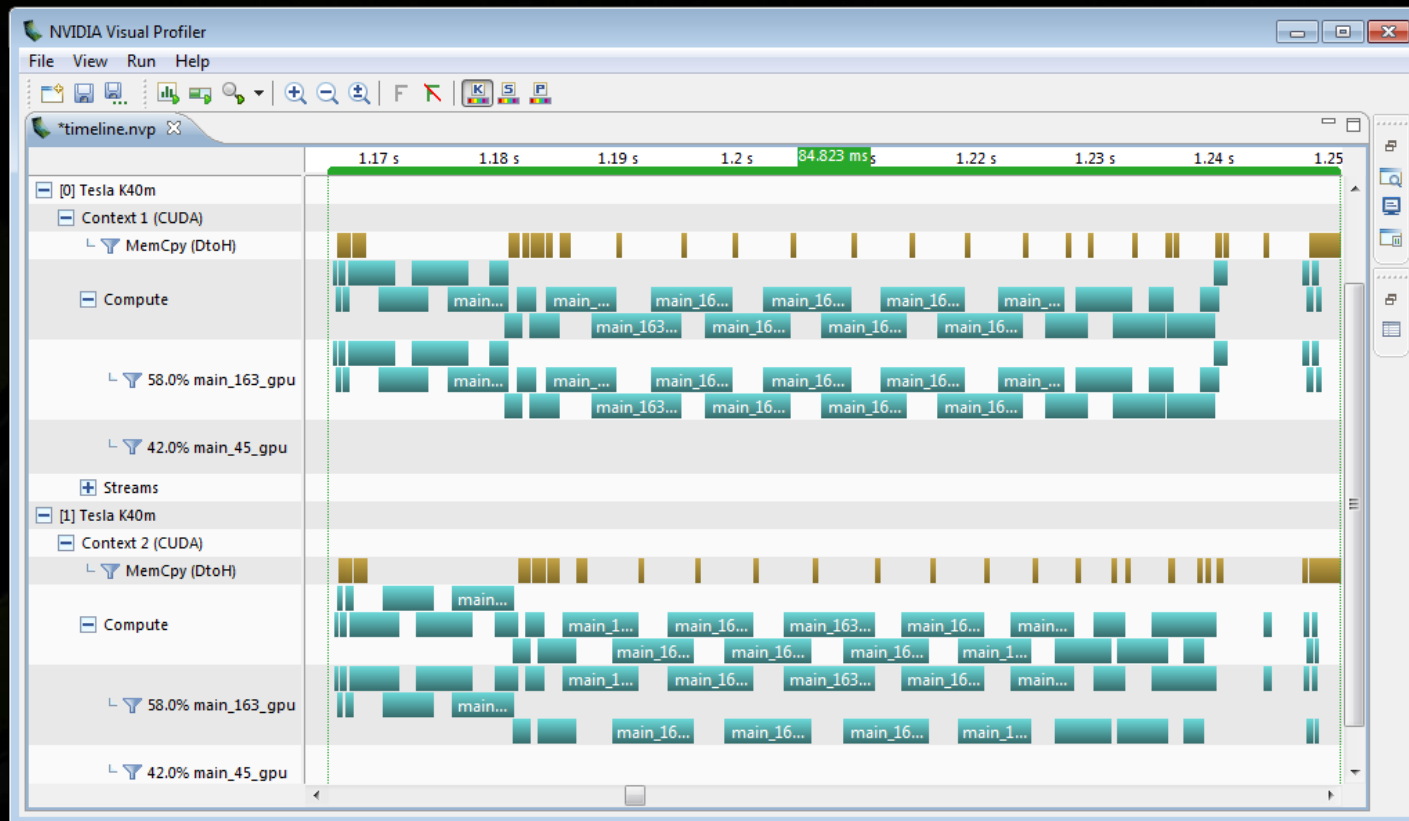 NVIDIA Visual Profiler
File View Run Help
F F K S P
*timeline.nvp
1.17 s 1.18 s 1.19 s 1.2 s 84.823 ms s 1.22 s 1.23 s 1.24 s 1.25
[0] Tesla K40m
Context 1 (CUDA)
MemCpy (DtoH)
Compute
main... main_... main_16... main_16... main_16... main_...
main_163... main_16... main_16... main_16...
58.0% main_163_gpu
main... main_... main_16... main_16... main_16... main_...
main_163... main_16... main_16... main_16...
42.0% main_45_gpu
Streams
[1] Tesla K40m
Context 2 (CUDA)
MemCpy (DtoH)
main...
Compute
main_1... main_16... main_163... main_16... main...
main_16... main_16... main_16... main_1...
main_1... main_16... main_163... main_16... main...
58.0% main_163_gpu
main...
main_16... main_16... main_16... main_1...
42.0% main_45_gpu